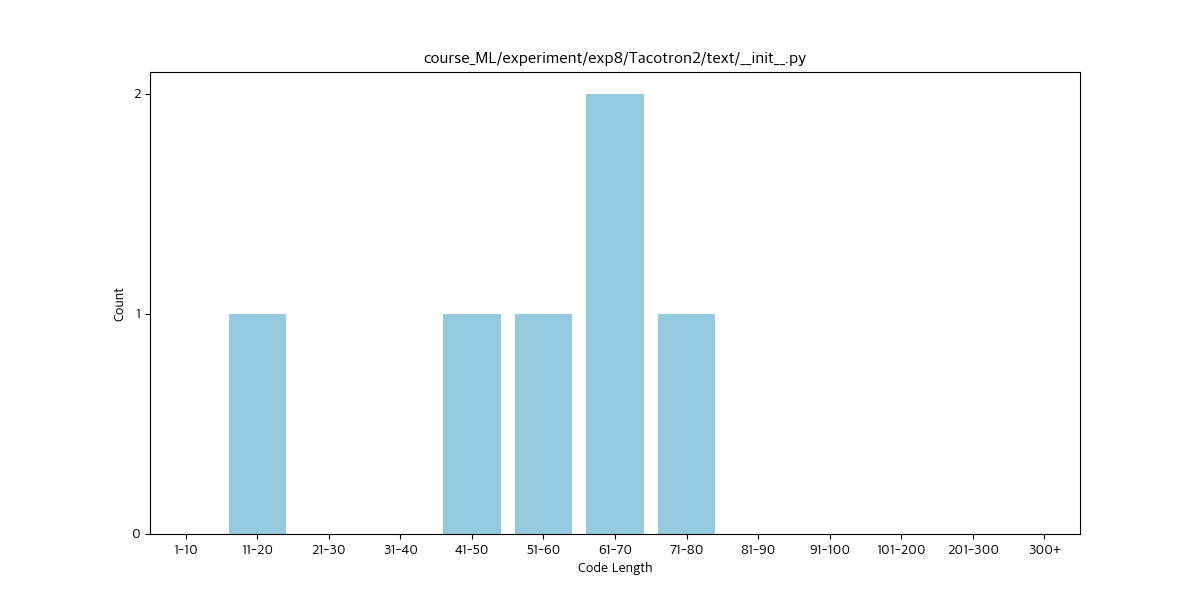 course_ML/experiment/exp8/Tacotron2/text/__init__.py
2
1
0
Count
1-10 11-20 21-30 31-40 41-50 51-60 61-70 71-80 81-90 91-100 101-200 201-300 300+
Code Length